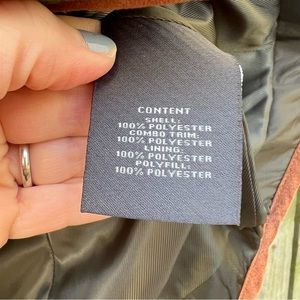 CONTENT
SHELL:
100% POLYESTER
COMBO TRIM:
100% POLYESTER
LINING:
100% POLYESTER
POLYFILL:
100% POLYESTER